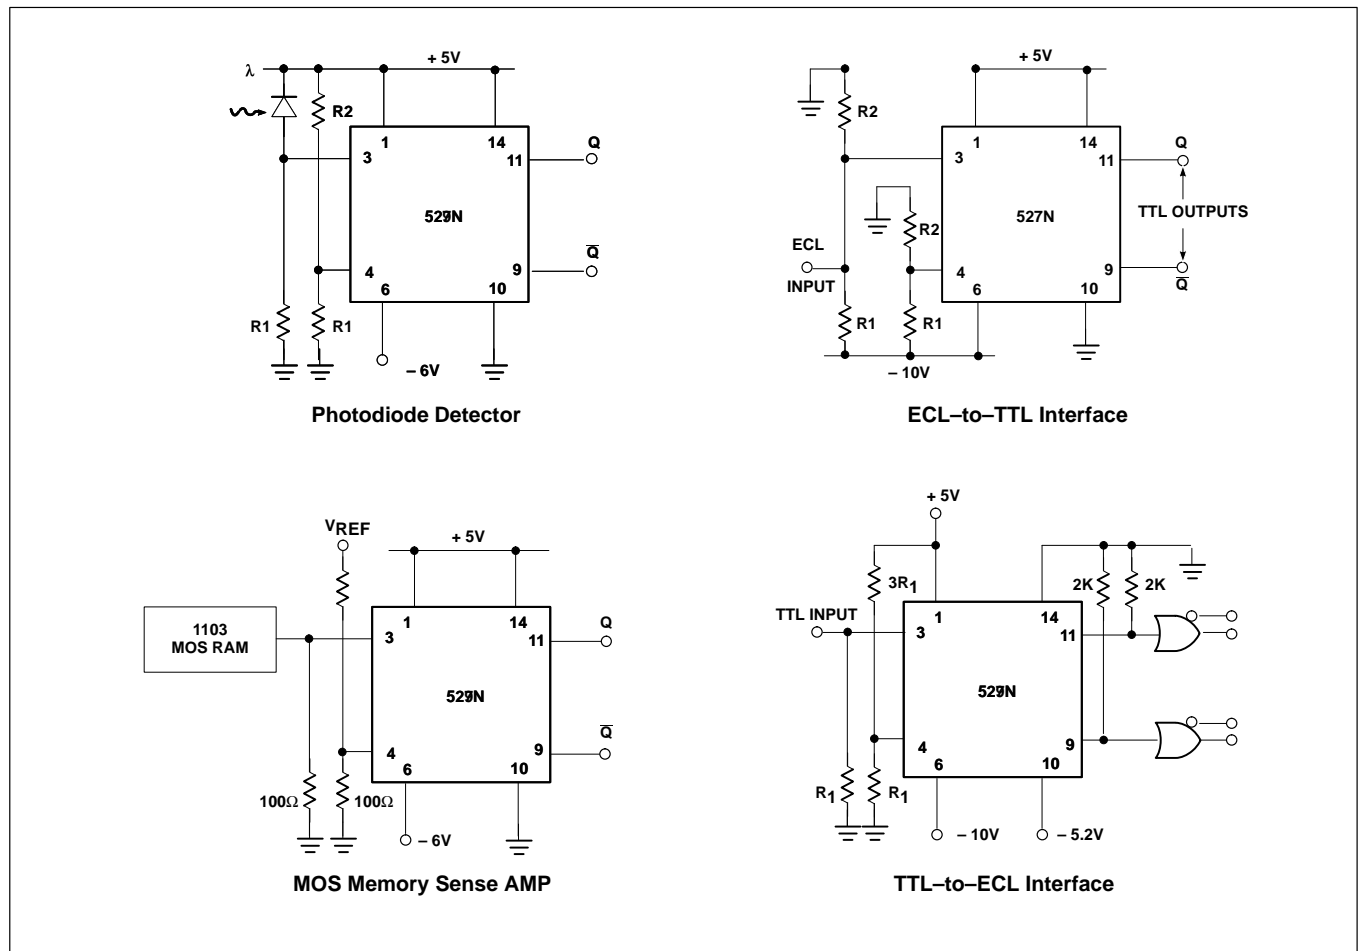 + 5V
λ
R2
1
14
3
11
Q
529N
4
9
Q̅
6
10
R1
R1
– 6V
Photodiode Detector
+ 5V
R2
1
14
3
11
Q
527N
TTL OUTPUTS
R2
ECL
INPUT
4
9
Q̅
6
10
R1
R1
– 10V
ECL–to–TTL Interface
VREF
+ 5V
1
14
1103
MOS RAM
3
11
Q
529N
4
9
Q̅
6
10
100Ω
100Ω
– 6V
MOS Memory Sense AMP
+ 5V
3R1
2K
2K
TTL INPUT
1
14
3
11
529N
4
9
6
10
R1
R1
– 10V
– 5.2V
TTL–to–ECL Interface